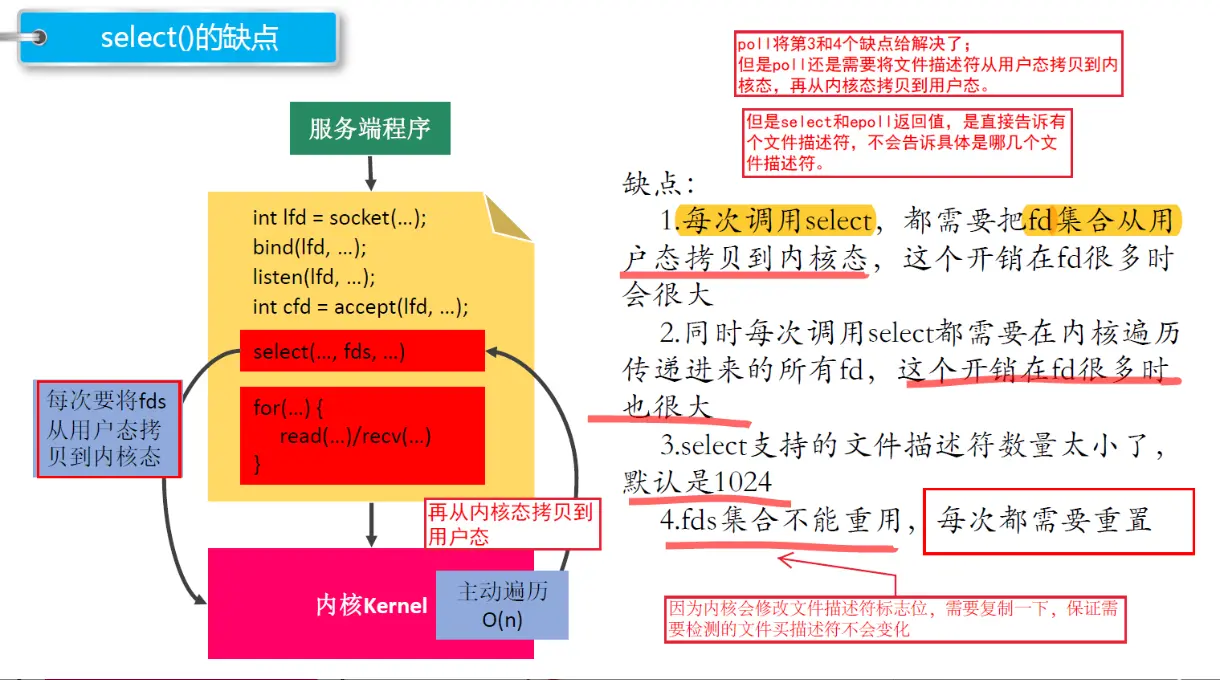 select()的缺点
poll将第3和4个缺点给解决了；
但是poll还是需要将文件描述符从用户态拷贝到内
核态，再从内核态拷贝到用户态。
但是select和epoll返回值，是直接告诉有
个文件描述符，不会告诉具体是哪几个文
件描述符。
服务端程序
int lfd = socket(...);
bind(lfd, ...);
listen(lfd, ...);
int cfd = accept(lfd, ...);
select(..., fds, ...)
for(...) {
read(...)/recv(...)
}
每次要将fds
从用户态拷
贝到内核态
再从内核态拷贝到
用户态
内核Kernel
主动遍历
O(n)
缺点：
1.每次调用select，都需要把fd集合从用
户态拷贝到内核态，这个开销在fd很多时
会很大
2.同时每次调用select都需要在内核遍历
传递进来的所有fd，这个开销在fd很多时
也很大
3.select支持的文件描述符数量太小了，
默认是1024
4.fds集合不能重用，每次都需要重置
因为内核会修改文件描述符标志位，需要复制一下，保证需
要检测的文件买描述符不会变化